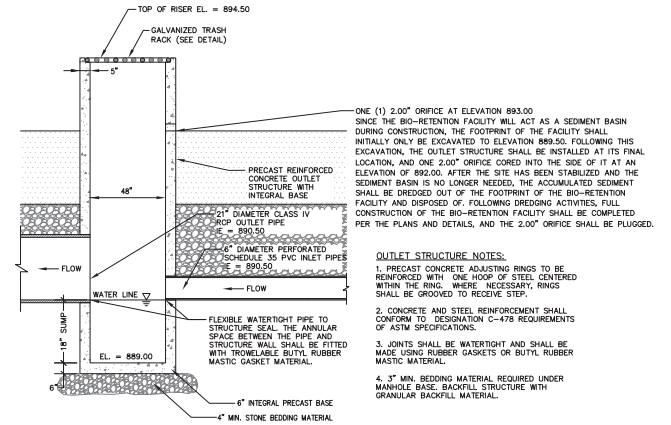 TOP OF RISER EL. = 894.50
GALVANIZED TRASH
RACK (SEE DETAIL)
5"
ONE (1) 2.00" ORIFICE AT ELEVATION 893.00
SINCE THE BIO-RETENTION FACILITY WILL ACT AS A SEDIMENT BASIN
DURING CONSTRUCTION, THE FOOTPRINT OF THE FACILITY SHALL
INITIALLY ONLY BE EXCAVATED TO ELEVATION 889.50. FOLLOWING THIS
EXCAVATION, THE OUTLET STRUCTURE SHALL BE INSTALLED AT ITS FINAL
LOCATION, AND ONE 2.00" ORIFICE CORED INTO THE SIDE OF IT AT AN
ELEVATION OF 892.00. AFTER THE SITE HAS BEEN STABILIZED AND THE
SEDIMENT BASIN IS NO LONGER NEEDED, THE ACCUMULATED SEDIMENT
SHALL BE DREDGED OUT OF THE FOOTPRINT OF THE BIO-RETENTION
FACILITY AND DISPOSED OF. FOLLOWING DREDGING ACTIVITIES, FULL
CONSTRUCTION OF THE BIO-RETENTION FACILITY SHALL BE COMPLETED
PER THE PLANS AND DETAILS, AND THE 2.00" ORIFICE SHALL BE PLUGGED.
PRECAST REINFORCED
CONCRETE OUTLET
STRUCTURE WITH
INTEGRAL BASE
48"
21" DIAMETER CLASS IV
RCP OUTLET PIPE
IE = 890.50
6" DIAMETER PERFORATED
SCHEDULE 35 PVC INLET PIPES
IE = 890.50
FLOW
FLOW
WATER LINE
FLEXIBLE WATERTIGHT PIPE TO
STRUCTURE SEAL. THE ANNULAR
SPACE BETWEEN THE PIPE AND
STRUCTURE WALL SHALL BE FITTED
WITH TROWELABLE BUTYL RUBBER
MASTIC GASKET MATERIAL.
18" SUMP
EL. = 889.00
6"
6" INTEGRAL PRECAST BASE
4" MIN. STONE BEDDING MATERIAL
OUTLET STRUCTURE NOTES:
1. PRECAST CONCRETE ADJUSTING RINGS TO BE
REINFORCED WITH ONE HOOP OF STEEL CENTERED
WITHIN THE RING. WHERE NECESSARY, RINGS
SHALL BE GROOVED TO RECEIVE STEP.
2. CONCRETE AND STEEL REINFORCEMENT SHALL
CONFORM TO DESIGNATION C-478 REQUIREMENTS
OF ASTM SPECIFICATIONS.
3. JOINTS SHALL BE WATERTIGHT AND SHALL BE
MADE USING RUBBER GASKETS OR BUTYL RUBBER
MASTIC MATERIAL.
4. 3" MIN. BEDDING MATERIAL REQUIRED UNDER
MANHOLE BASE. BACKFILL STRUCTURE WITH
GRANULAR BACKFILL MATERIAL.